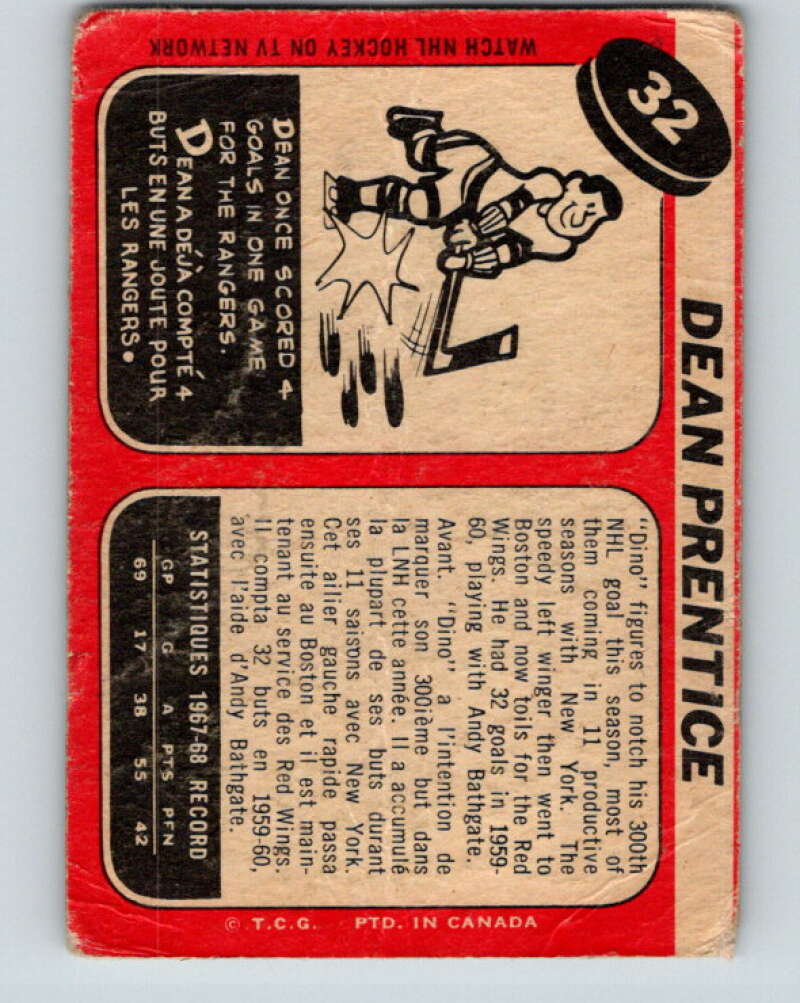 32
DEAN PRENTICE
WATCH NHL HOCKEY ON TV NETWORK
DEAN ONCE SCORED 4
GOALS IN ONE GAME
FOR THE RANGERS.
DEAN A DÉJÀ COMPTÉ 4
BUTS EN UNE JOUTE POUR
LES RANGERS.
"Dino" figures to notch his 300th
NHL goal this season, most of
them coming in 11 productive
seasons with New York. The
speedy left winger then went to
Boston and now toils for the Red
Wings. He had 32 goals in 1959-
60, playing with Andy Bathgate.
Avant. "Dino" a l'intention de
marquer son 300ième but dans
la LNH cette année. Il a accumulé
la plupart de ses buts durant
ses 11 saisons avec New York.
Cet ailier gauche rapide passa
ensuite au Boston et il est main-
tenant au service des Red Wings.
Il compta 32 buts en 1959-60,
avec l'aide d'Andy Bathgate.
STATISTIQUES 1967-68 RECORD
GP G A PTS PEN
69 17 38 55 42
© T.C.G. PTD. IN CANADA